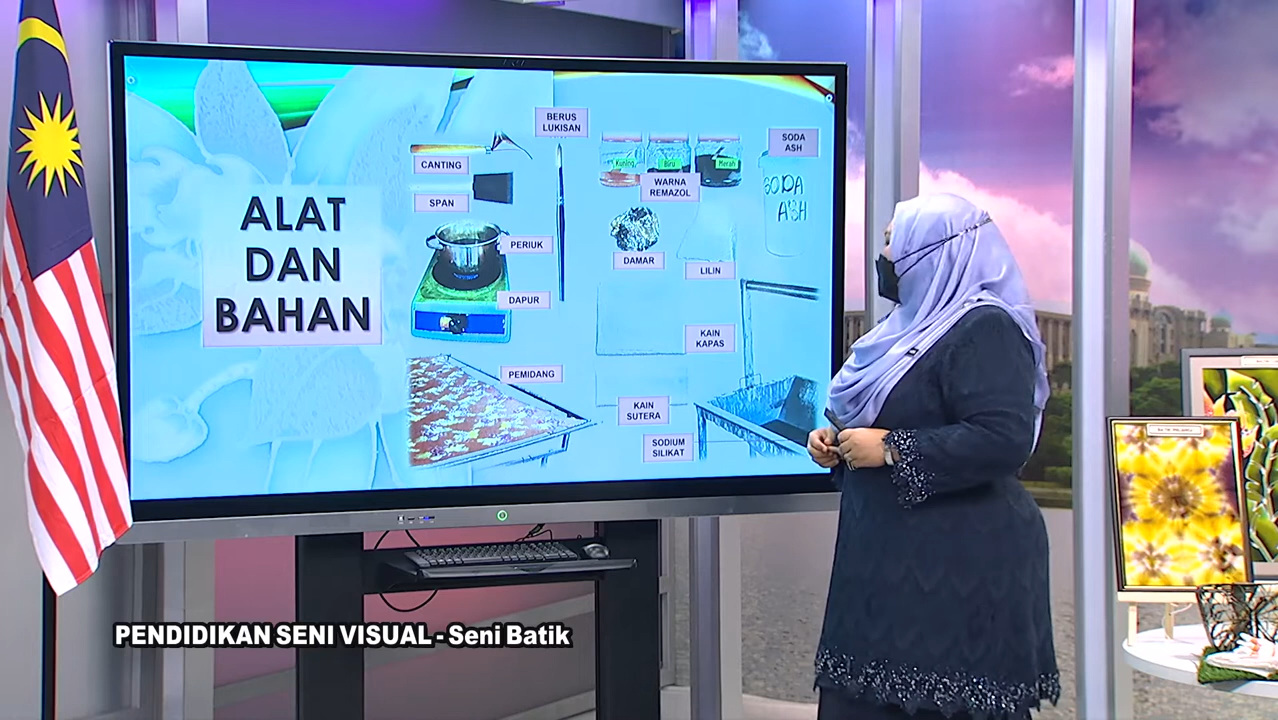 ALAT
DAN
BAHAN
BERUS
LUKISAN
CANTING
SPAN
PERIUK
DAPUR
PEMIDANG
Kuning
Biru
Merah
WARNA
REMAZOL
SODA
ASH
SODA
ASH
DAMAR
LILIN
KAIN
KAPAS
KAIN
SUTERA
SODIUM
SILIKAT
PENDIDIKAN SENI VISUAL - Seni Batik